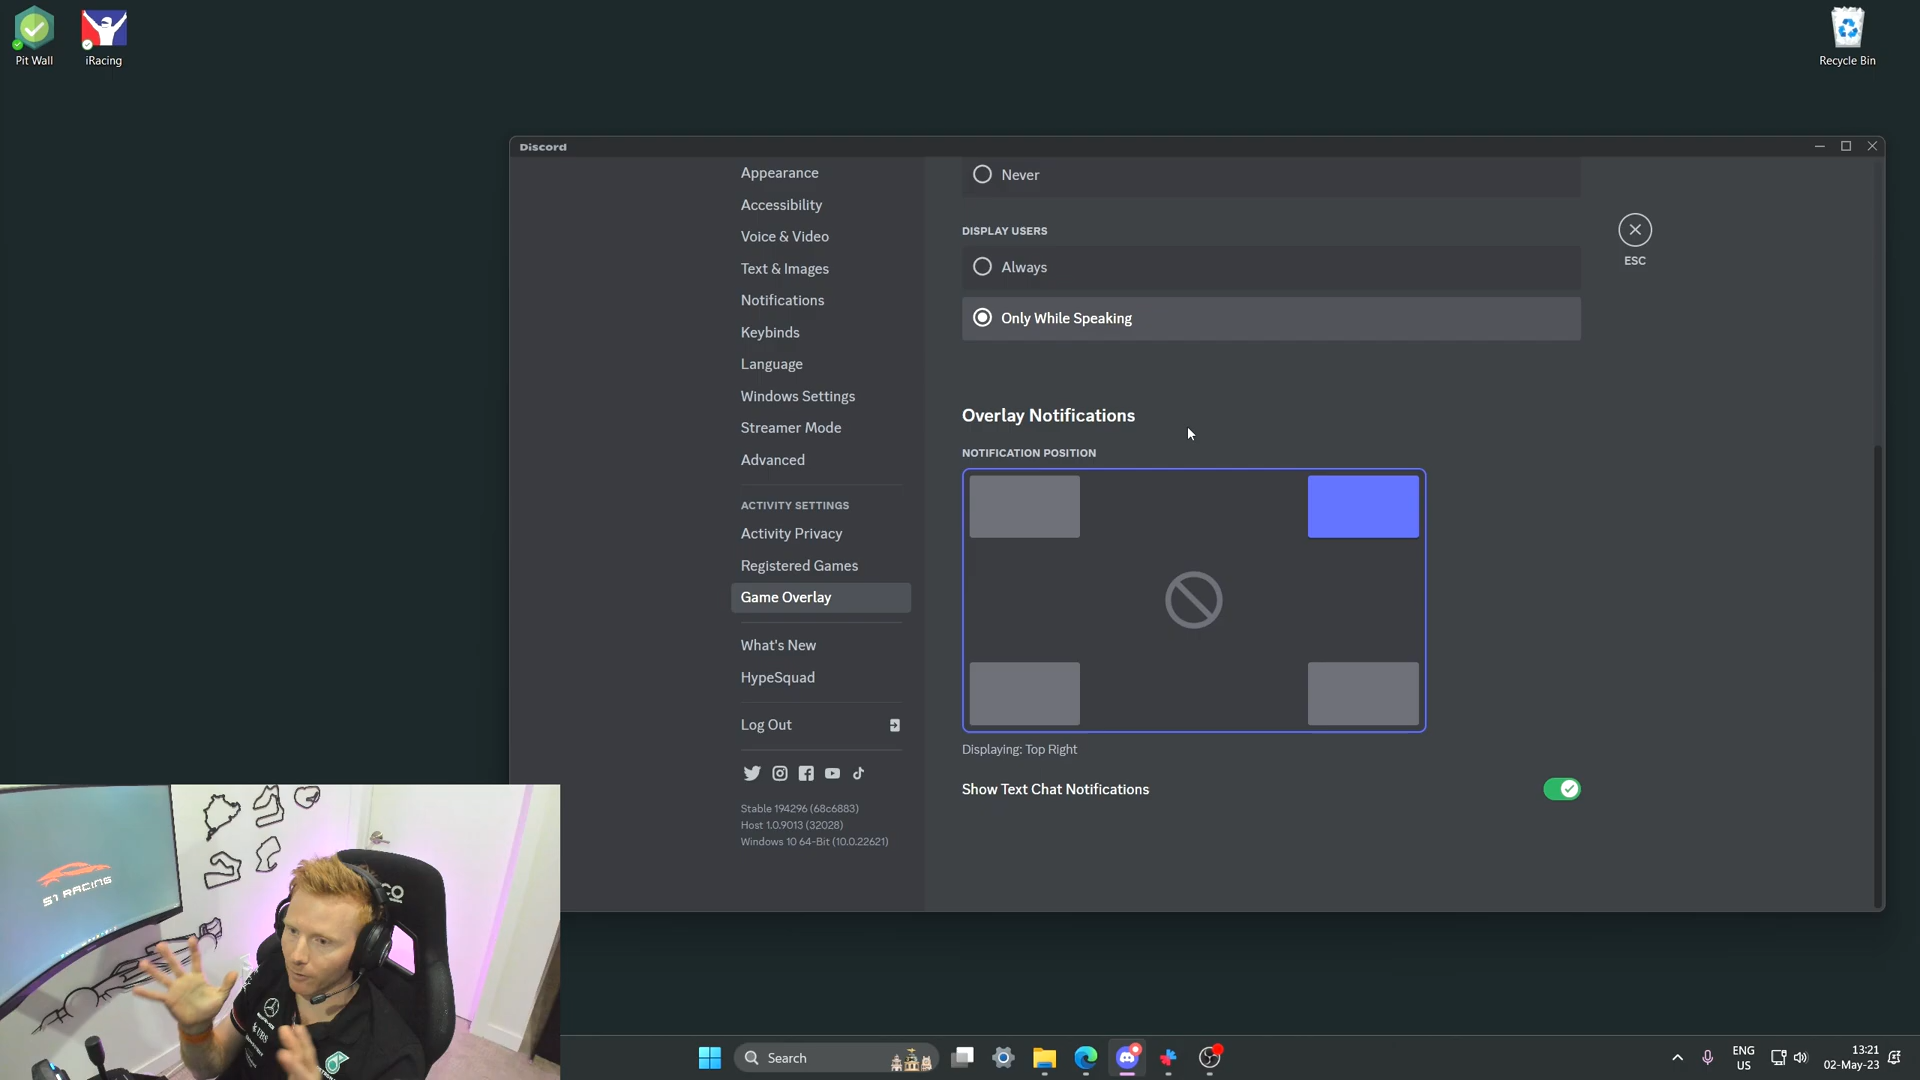 Pit Wall
iRacing
Recycle Bin
Discord
Appearance
Accessibility
Voice & Video
Text & Images
Notifications
Keybinds
Language
Windows Settings
Streamer Mode
Advanced
ACTIVITY SETTINGS
Activity Privacy
Registered Games
Game Overlay
What's New
HypeSquad
Log Out
Stable 194296 (68c6883)
Host 1.0.9013 (32028)
Windows 10 64-Bit (10.0.22621)
Never
DISPLAY USERS
Always
Only While Speaking
ESC
Overlay Notifications
NOTIFICATION POSITION
Displaying: Top Right
Show Text Chat Notifications
S1 RACING
UBS
Search
ENG
US
13:21
02-May-23